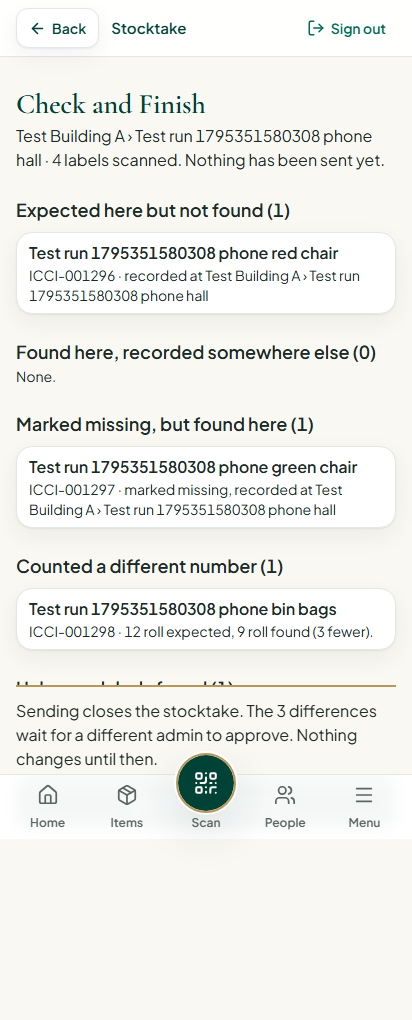 Back
Stocktake
Sign out
Check and Finish
Test Building A › Test run 1795351580308 phone
hall · 4 labels scanned. Nothing has been sent yet.
Expected here but not found (1)
Test run 1795351580308 phone red chair
ICCI-001296 · recorded at Test Building A › Test run
1795351580308 phone hall
Found here, recorded somewhere else (0)
None.
Marked missing, but found here (1)
Test run 1795351580308 phone green chair
ICCI-001297 · marked missing, recorded at Test
Building A › Test run 1795351580308 phone hall
Counted a different number (1)
Test run 1795351580308 phone bin bags
ICCI-001298 · 12 roll expected, 9 roll found (3 fewer).
Sending closes the stocktake. The 3 differences
wait for a different admin to approve. Nothing
changes until then.
Home
Items
Scan
People
Menu